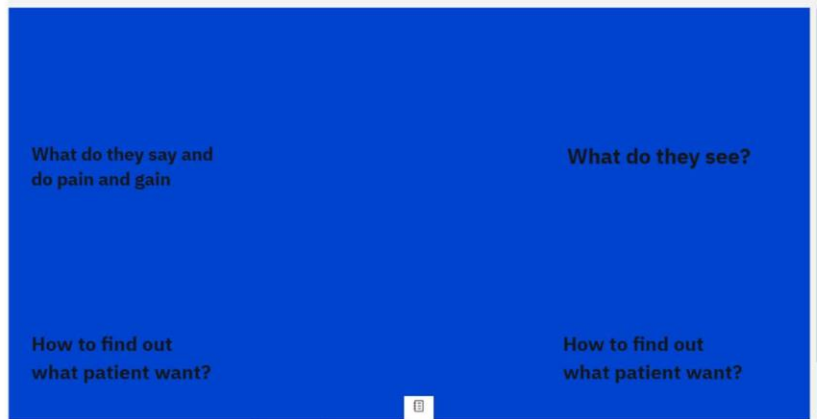 What do they say and
do pain and gain
What do they see?
How to find out
what patient want?
How to find out
what patient want?